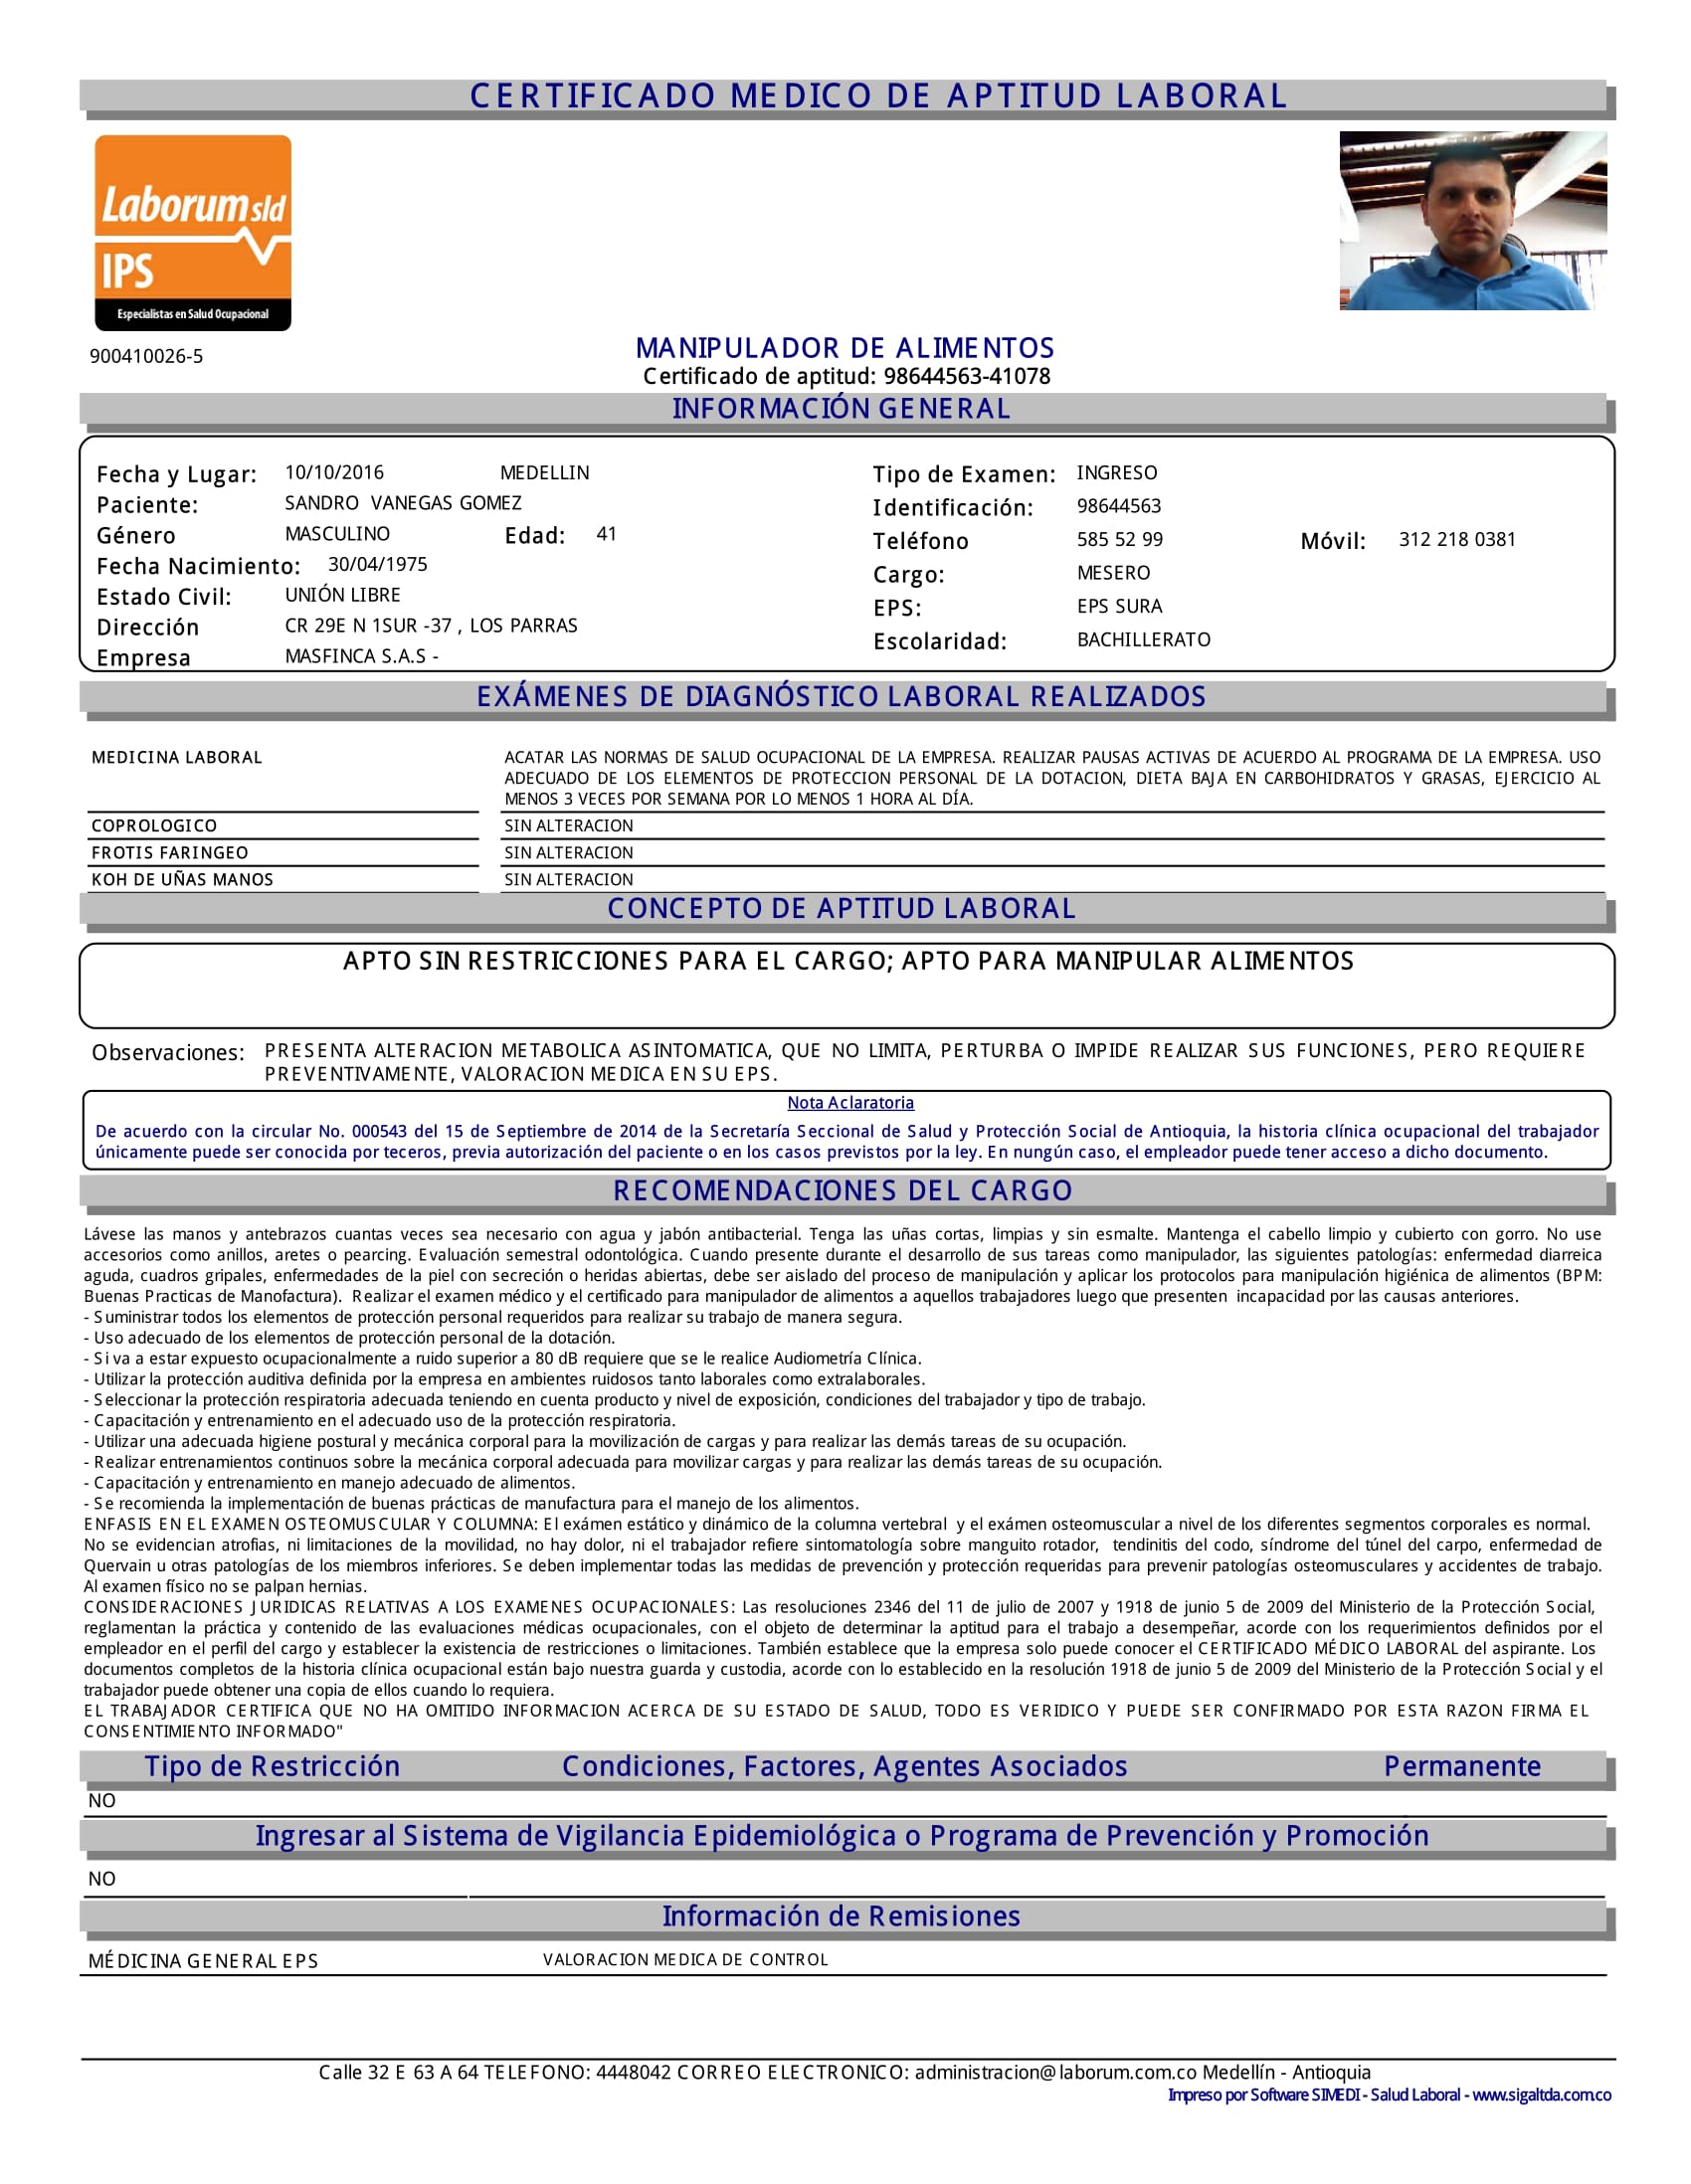 CERTIFICADO MEDICO DE APTITUD LABORAL
Laborum sld
IPS
Especialistas en Salud Ocupacional
900410026-5
MANIPULADOR DE ALIMENTOS
Certificado de aptitud: 98644563-41078
INFORMACIÓN GENERAL
Fecha y Lugar: 10/10/2016 MEDELLIN Tipo de Examen: INGRESO
Paciente: SANDRO VANEGAS GOMEZ Identificación: 98644563
Género MASCULINO Edad: 41 Teléfono 585 52 99 Móvil: 312 218 0381
Fecha Nacimiento: 30/04/1975 Cargo: MESERO
Estado Civil: UNIÓN LIBRE EPS: EPS SURA
Dirección CR 29E N 1SUR -37 , LOS PARRAS Escolaridad: BACHILLERATO
Empresa MASFINCA S.A.S -
EXÁMENES DE DIAGNÓSTICO LABORAL REALIZADOS
MEDICINA LABORAL ACATAR LAS NORMAS DE SALUD OCUPACIONAL DE LA EMPRESA. REALIZAR PAUSAS ACTIVAS DE ACUERDO AL PROGRAMA DE LA EMPRESA. USO
ADECUADO DE LOS ELEMENTOS DE PROTECCION PERSONAL DE LA DOTACION, DIETA BAJA EN CARBOHIDRATOS Y GRASAS, EJERCICIO AL
MENOS 3 VECES POR SEMANA POR LO MENOS 1 HORA AL DÍA.
COPROLOGICO SIN ALTERACION
FROTIS FARINGEO SIN ALTERACION
KOH DE UÑAS MANOS SIN ALTERACION
CONCEPTO DE APTITUD LABORAL
APTO SIN RESTRICCIONES PARA EL CARGO; APTO PARA MANIPULAR ALIMENTOS
Observaciones: PRESENTA ALTERACION METABOLICA ASINTOMATICA, QUE NO LIMITA, PERTURBA O IMPIDE REALIZAR SUS FUNCIONES, PERO REQUIERE
PREVENTIVAMENTE, VALORACION MEDICA EN SU EPS.
Nota Aclaratoria
De acuerdo con la circular No. 000543 del 15 de Septiembre de 2014 de la Secretaría Seccional de Salud y Protección Social de Antioquia, la historia clínica ocupacional del trabajador
únicamente puede ser conocida por teceros, previa autorización del paciente o en los casos previstos por la ley. En nungún caso, el empleador puede tener acceso a dicho documento.
RECOMENDACIONES DEL CARGO
Lávese las manos y antebrazos cuantas veces sea necesario con agua y jabón antibacterial. Tenga las uñas cortas, limpias y sin esmalte. Mantenga el cabello limpio y cubierto con gorro. No use
accesorios como anillos, aretes o pearcing. Evaluación semestral odontológica. Cuando presente durante el desarrollo de sus tareas como manipulador, las siguientes patologías: enfermedad diarreica
aguda, cuadros gripales, enfermedades de la piel con secreción o heridas abiertas, debe ser aislado del proceso de manipulación y aplicar los protocolos para manipulación higiénica de alimentos (BPM:
Buenas Practicas de Manofactura). Realizar el examen médico y el certificado para manipulador de alimentos a aquellos trabajadores luego que presenten incapacidad por las causas anteriores.
- Suministrar todos los elementos de protección personal requeridos para realizar su trabajo de manera segura.
- Uso adecuado de los elementos de protección personal de la dotación.
- Si va a estar expuesto ocupacionalmente a ruido superior a 80 dB requiere que se le realice Audiometría Clínica.
- Utilizar la protección auditiva definida por la empresa en ambientes ruidosos tanto laborales como extralaborales.
- Seleccionar la protección respiratoria adecuada teniendo en cuenta producto y nivel de exposición, condiciones del trabajador y tipo de trabajo.
- Capacitación y entrenamiento en el adecuado uso de la protección respiratoria.
- Utilizar una adecuada higiene postural y mecánica corporal para la movilización de cargas y para realizar las demás tareas de su ocupación.
- Realizar entrenamientos continuos sobre la mecánica corporal adecuada para movilizar cargas y para realizar las demás tareas de su ocupación.
- Capacitación y entrenamiento en manejo adecuado de alimentos.
- Se recomienda la implementación de buenas prácticas de manufactura para el manejo de los alimentos.
ENFASIS EN EL EXAMEN OSTEOMUSCULAR Y COLUMNA: El exámen estático y dinámico de la columna vertebral y el exámen osteomuscular a nivel de los diferentes segmentos corporales es normal.
No se evidencian atrofias, ni limitaciones de la movilidad, no hay dolor, ni el trabajador refiere sintomatología sobre manguito rotador, tendinitis del codo, síndrome del túnel del carpo, enfermedad de
Quervain u otras patologías de los miembros inferiores. Se deben implementar todas las medidas de prevención y protección requeridas para prevenir patologías osteomusculares y accidentes de trabajo.
Al examen físico no se palpan hernias.
CONSIDERACIONES JURIDICAS RELATIVAS A LOS EXAMENES OCUPACIONALES: Las resoluciones 2346 del 11 de julio de 2007 y 1918 de junio 5 de 2009 del Ministerio de la Protección Social,
reglamentan la práctica y contenido de las evaluaciones médicas ocupacionales, con el objeto de determinar la aptitud para el trabajo a desempeñar, acorde con los requerimientos definidos por el
empleador en el perfil del cargo y establecer la existencia de restricciones o limitaciones. También establece que la empresa solo puede conocer el CERTIFICADO MÉDICO LABORAL del aspirante. Los
documentos completos de la historia clínica ocupacional están bajo nuestra guarda y custodia, acorde con lo establecido en la resolución 1918 de junio 5 de 2009 del Ministerio de la Protección Social y el
trabajador puede obtener una copia de ellos cuando lo requiera.
EL TRABAJADOR CERTIFICA QUE NO HA OMITIDO INFORMACION ACERCA DE SU ESTADO DE SALUD, TODO ES VERIDICO Y PUEDE SER CONFIRMADO POR ESTA RAZON FIRMA EL
CONSENTIMIENTO INFORMADO"
Tipo de Restricción Condiciones, Factores, Agentes Asociados Permanente
NO
Ingresar al Sistema de Vigilancia Epidemiológica o Programa de Prevención y Promoción
NO
Información de Remisiones
MÉDICINA GENERAL EPS VALORACION MEDICA DE CONTROL
Calle 32 E 63 A 64 TELEFONO: 4448042 CORREO ELECTRONICO: administracion@laborum.com.co Medellín - Antioquia
Impreso por Software SIMEDI - Salud Laboral - www.sigaltda.com.co